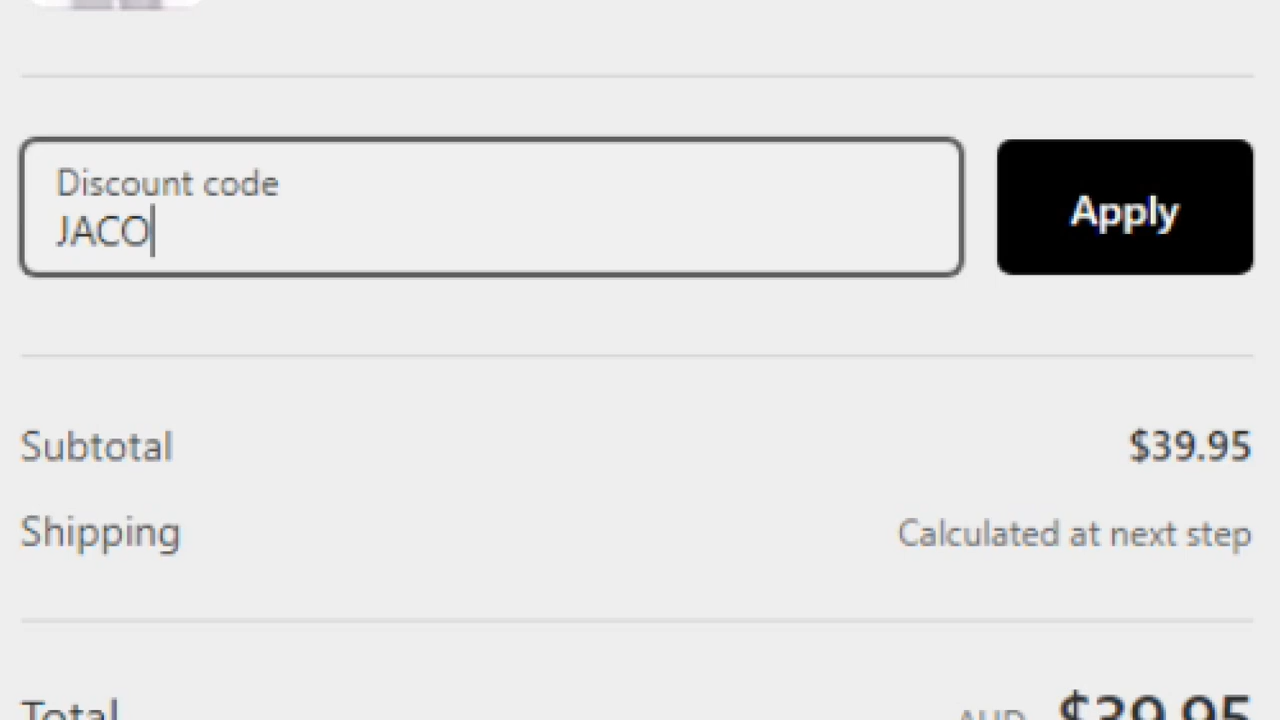 Discount code
JACO
Apply
Subtotal $39.95
Shipping Calculated at next step
Total AUD $39.95